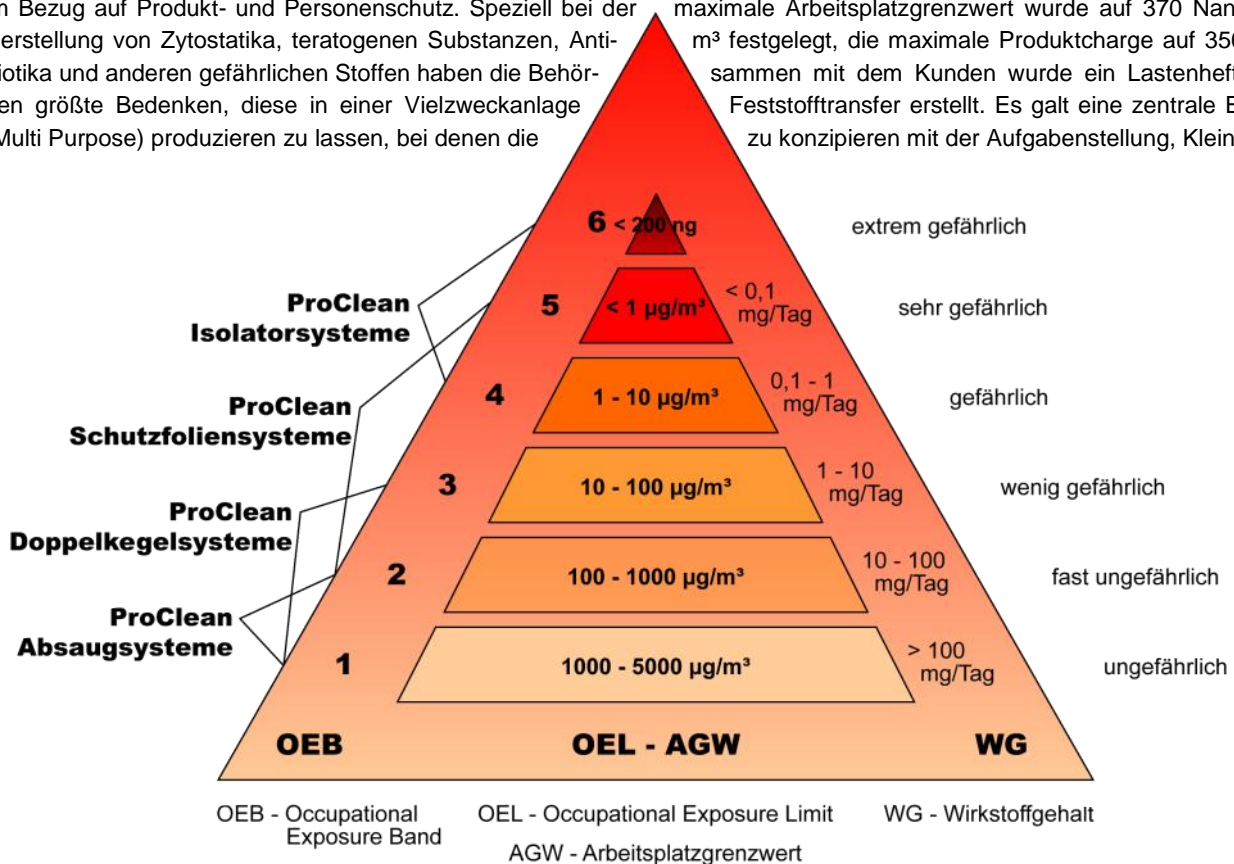 m Bezug auf Produkt- und Personenschutz. Speziell bei der
erstellung von Zytostatika, teratogenen Substanzen, Anti-
iotika und anderen gefährlichen Stoffen haben die Behör-
en größte Bedenken, diese in einer Vielzweckanlage
Multi Purpose) produzieren zu lassen, bei denen die
maximale Arbeitsplatzgrenzwert wurde auf 370 Nan
m³ festgelegt, die maximale Produktcharge auf 350
sammen mit dem Kunden wurde ein Lastenheft
Feststofftransfer erstellt. Es galt eine zentrale E
zu konzipieren mit der Aufgabenstellung, Klein
6 < 200 ng extrem gefährlich
ProClean
Isolatorsysteme
5 < 1 µg/m³ < 0,1
mg/Tag
sehr gefährlich
ProClean
Schutzfoliensysteme
4 1 - 10 µg/m³ 0,1 - 1
mg/Tag
gefährlich
ProClean
Doppelkegelsysteme
3 10 - 100 µg/m³ 1 - 10
mg/Tag
wenig gefährlich
2 100 - 1000 µg/m³ 10 - 100
mg/Tag
fast ungefährlich
ProClean
Absaugsysteme
1 1000 - 5000 µg/m³ > 100
mg/Tag
ungefährlich
OEB OEL - AGW WG
OEB - Occupational
Exposure Band
OEL - Occupational Exposure Limit
AGW - Arbeitsplatzgrenzwert
WG - Wirkstoffgehalt